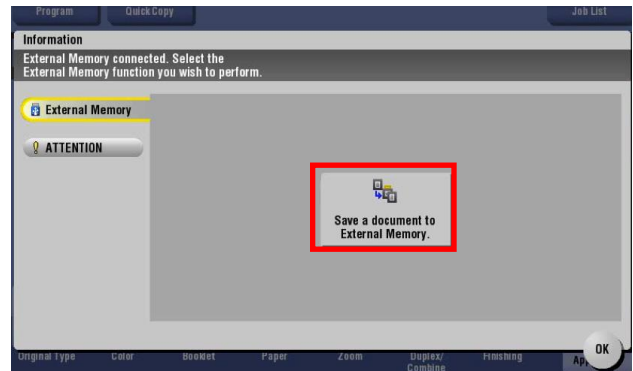 Program
Quick Copy
Job List
Information
External Memory connected. Select the
External Memory function you wish to perform.
External Memory
ATTENTION
Save a document to
External Memory.
OK
Original Type
Color
Booklet
Paper
Zoom
Duplex/
Combine
Finishing